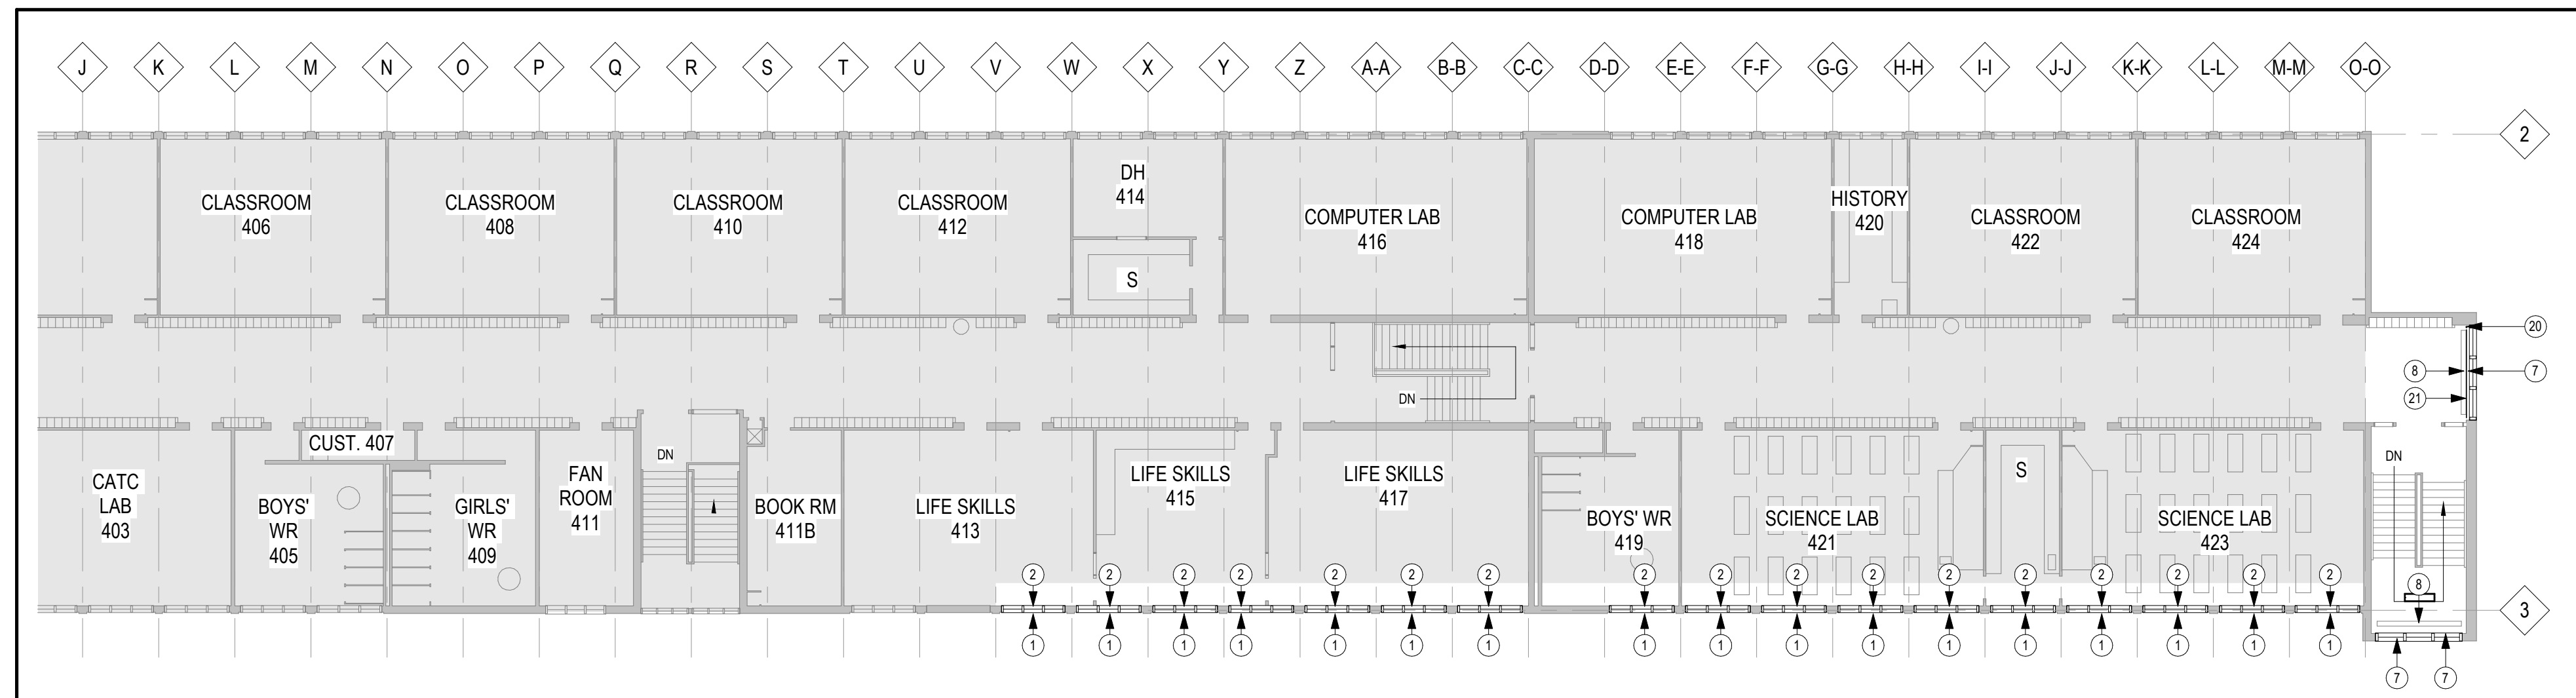 J K L M N O P Q R S T U V W X Y Z A-A B-B C-C D-D E-E F-F G-G H-H I-I J-J K-K L-L M-M O-O
2
CLASSROOM
406
CLASSROOM
408
CLASSROOM
410
CLASSROOM
412
DH
414
S
COMPUTER LAB
416
COMPUTER LAB
418
HISTORY
420
CLASSROOM
422
CLASSROOM
424
20
8
7
21
DN
CATC
LAB
403
CUST. 407
BOYS'
WR
405
GIRLS'
WR
409
FAN
ROOM
411
DN
BOOK RM
411B
LIFE SKILLS
413
LIFE SKILLS
415
LIFE SKILLS
417
BOYS' WR
419
SCIENCE LAB
421
S
SCIENCE LAB
423
DN
8
2 2 2 2 2 2 2 2 2 2 2 2 2 2 2 2 2
3
1 1 1 1 1 1 1 1 1 1 1 1 1 1 1 1 1
7 7